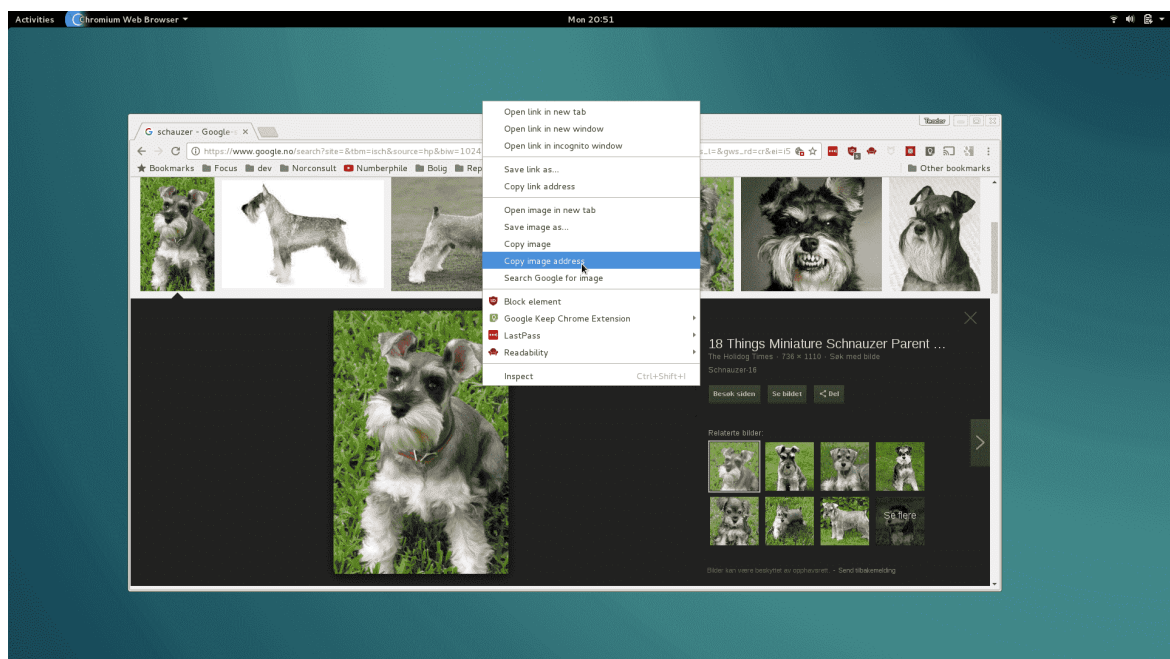 Activities
Chromium Web Browser
Mon 20:51
schauzer - Google-
https://www.google.no/search?site=&tbm=isch&source=hp&biw=1024
s_l=&gws_rd=cr&ei=i5
Bookmarks
Focus
dev
Norconsult
Numberphile
Bolig
Rep
Other bookmarks
Open link in new tab
Open link in new window
Open link in incognito window
Save link as...
Copy link address
Open image in new tab
Save image as...
Copy image
Copy image address
Search Google for image
Block element
Google Keep Chrome Extension
LastPass
Readability
Inspect
Ctrl+Shift+I
18 Things Miniature Schnauzer Parent ...
The Holidog Times - 736 × 1110 - Søk med bilde
Schnauzer-16
Besøk siden
Se bildet
Del
Relaterte bilder:
Se flere
Bilder kan være beskyttet av opphavsrett. - Send tilbakemelding